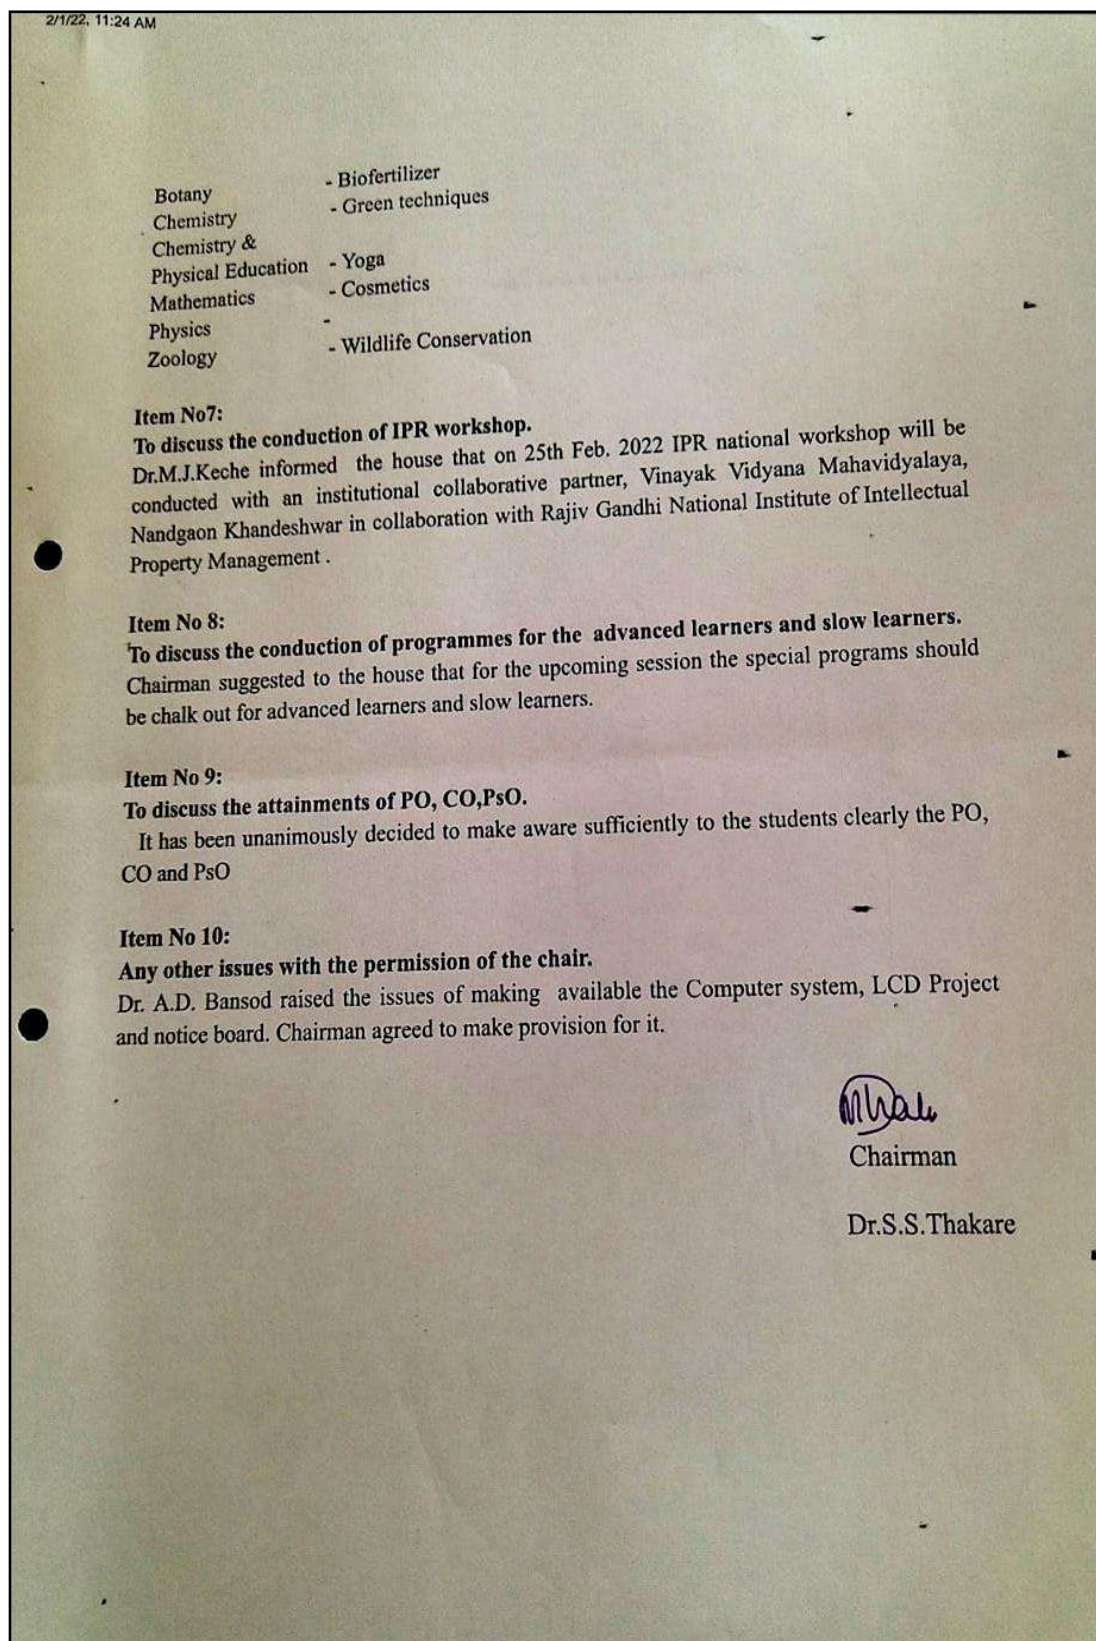 2/1/22, 11:24 AM
Botany - Biofertilizer
Chemistry - Green techniques
Chemistry &
Physical Education - Yoga
Mathematics - Cosmetics
Physics -
Zoology - Wildlife Conservation
Item No7:
To discuss the conduction of IPR workshop.
Dr.M.J.Keche informed the house that on 25th Feb. 2022 IPR national workshop will be
conducted with an institutional collaborative partner, Vinayak Vidyana Mahavidyalaya,
Nandgaon Khandeshwar in collaboration with Rajiv Gandhi National Institute of Intellectual
Property Management .
Item No 8:
To discuss the conduction of programmes for the advanced learners and slow learners.
Chairman suggested to the house that for the upcoming session the special programs should
be chalk out for advanced learners and slow learners.
Item No 9:
To discuss the attainments of PO, CO,PsO.
It has been unanimously decided to make aware sufficiently to the students clearly the PO,
CO and PsO
Item No 10:
Any other issues with the permission of the chair.
Dr. A.D. Bansod raised the issues of making available the Computer system, LCD Project
and notice board. Chairman agreed to make provision for it.
Chairman
Dr.S.S.Thakare